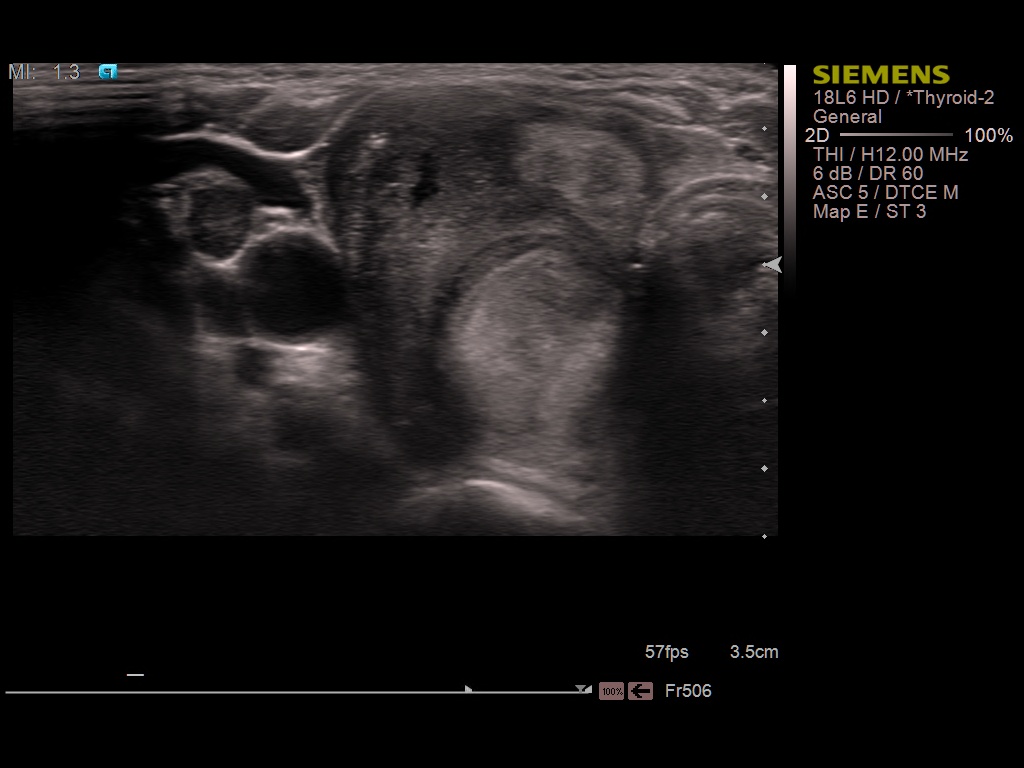 MI: 1.3
SIEMENS
18L6 HD / *Thyroid-2
General
2D 100%
THI / H12.00 MHz
6 dB / DR 60
ASC 5 / DTCE M
Map E / ST 3
57fps 3.5cm
100% Fr506